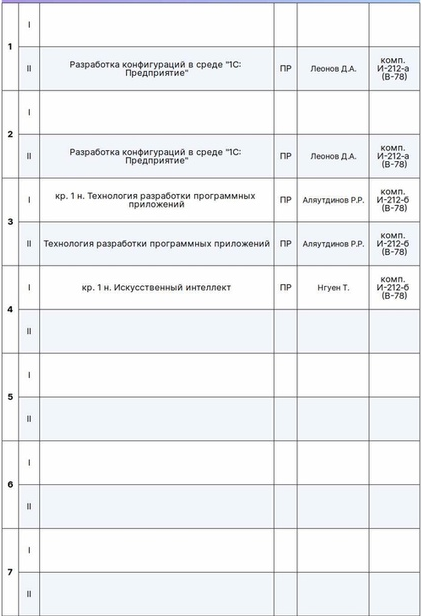 1
I
II
Разработка конфигураций в среде "1С:
Предприятие"
ПР
Леонов Д.А.
комп.
И-212-а
(В-78)
2
I
II
Разработка конфигураций в среде "1С:
Предприятие"
ПР
Леонов Д.А.
комп.
И-212-а
(В-78)
3
I
кр. 1 н. Технология разработки программных
приложений
ПР
Аляутдинов Р.Р.
комп.
И-212-б
(В-78)
II
Технология разработки программных приложений
ПР
Аляутдинов Р.Р.
комп.
И-212-б
(В-78)
4
I
кр. 1 н. Искусственный интеллект
ПР
Нгуен Т.
комп.
И-212-б
(В-78)
II
5
I
II
6
I
II
7
I
II